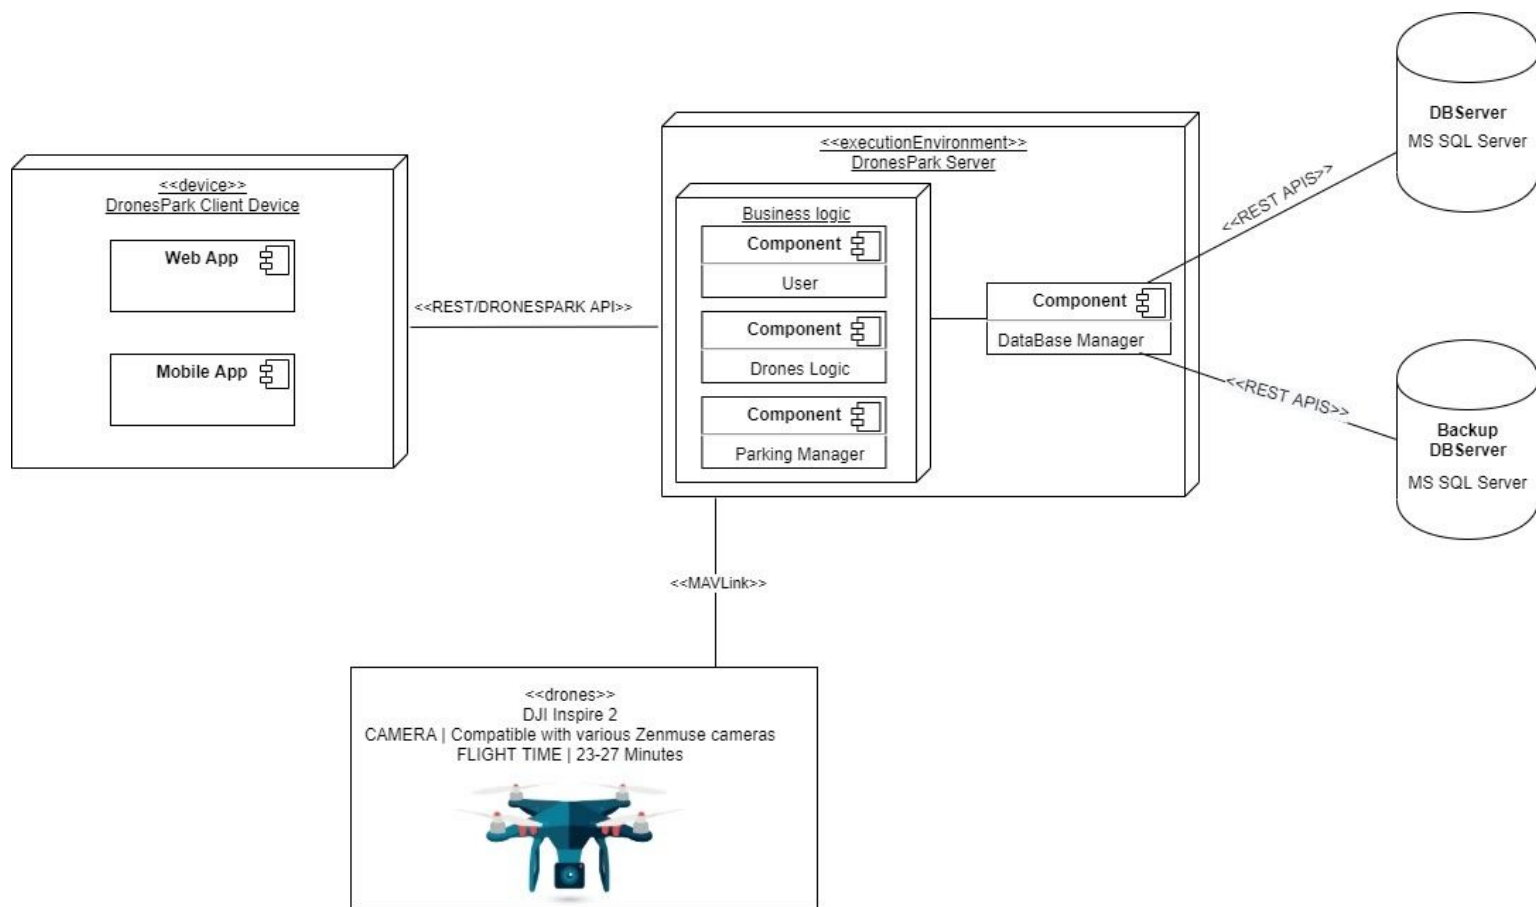 <<device>>
DronesPark Client Device
Web App
Mobile App
<<REST/DRONESPARK API>>
<<executionEnvironment>>
DronesPark Server
Business logic
Component
User
Component
Drones Logic
Component
Parking Manager
Component
DataBase Manager
<<REST APIS>>
<<REST APIS>>
DBServer
MS SQL Server
Backup
DBServer
MS SQL Server
<<MAVLink>>
<<drones>>
DJI Inspire 2
CAMERA | Compatible with various Zenmuse cameras
FLIGHT TIME | 23-27 Minutes